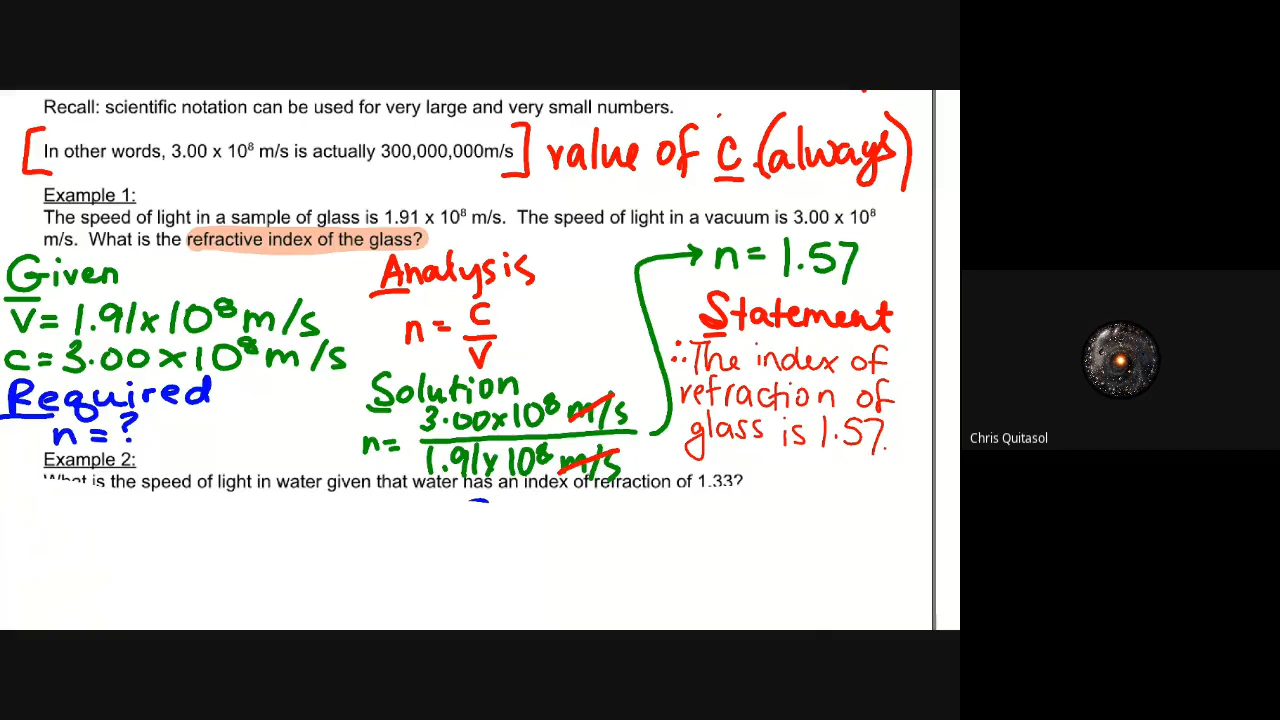 Recall: scientific notation can be used for very large and very small numbers.
[In other words, 3.00 x 10⁸ m/s is actually 300,000,000m/s] value of c (always)
Example 1:
The speed of light in a sample of glass is 1.91 x 10⁸ m/s. The speed of light in a vacuum is 3.00 x 10⁸
m/s. What is the refractive index of the glass?
Given
v = 1.91 x 10⁸ m/s
c = 3.00 x 10⁸ m/s
Required
n = ?
Analysis
n = c
v
Solution
n = 3.00 x 10⁸ m/s
1.91 x 10⁸ m/s
n = 1.57
Statement
∴ The index of
refraction of
glass is 1.57.
Example 2:
What is the speed of light in water given that water has an index of refraction of 1.33?
Chris Quitasol